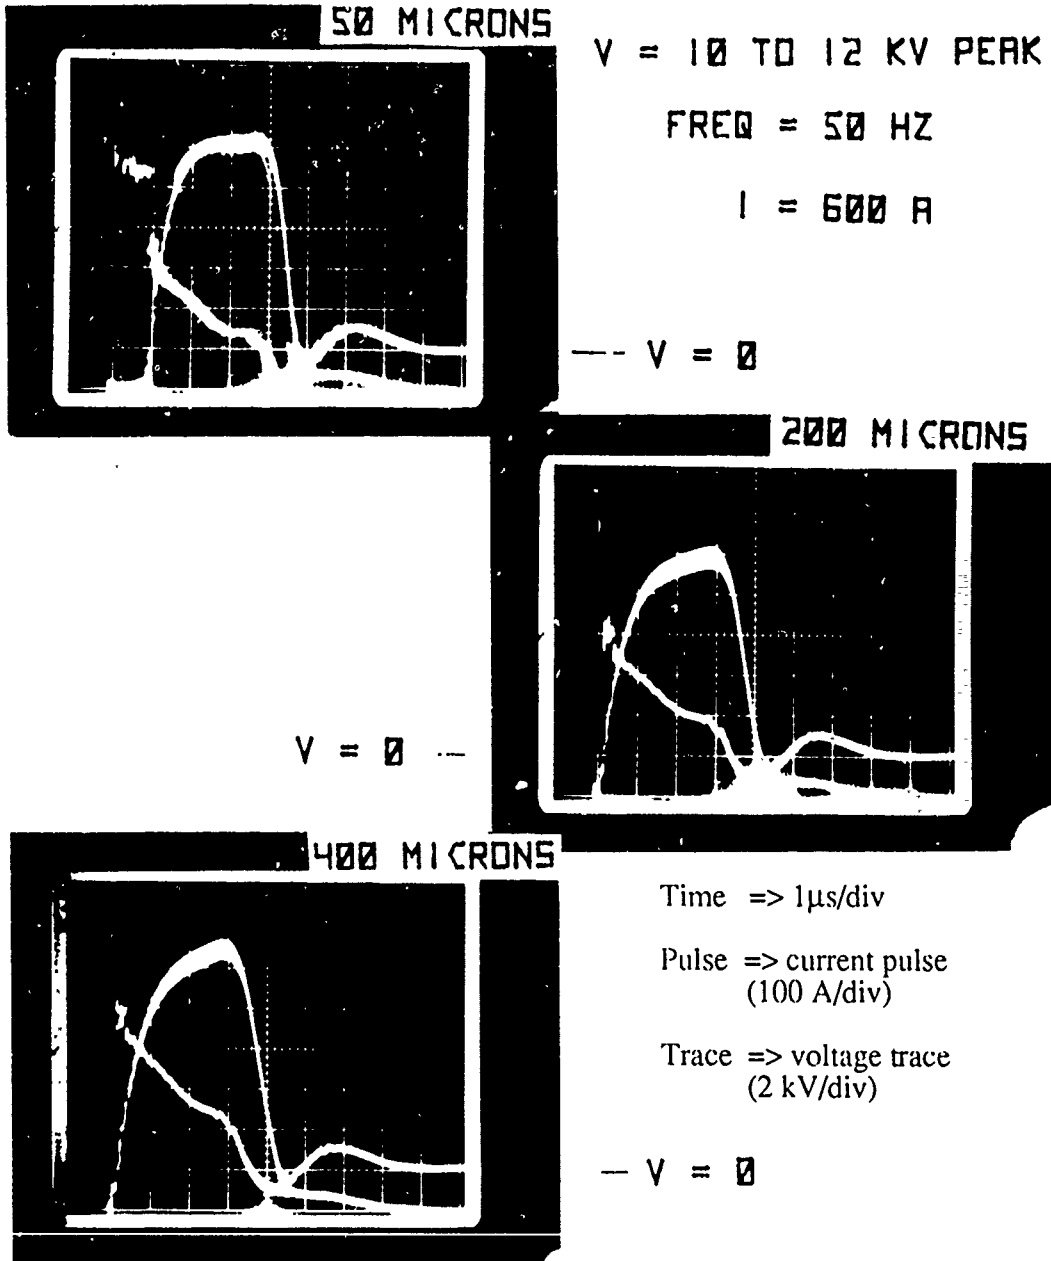 50 MICRONS
V = 10 TO 12 KV PEAK
FREQ = 50 HZ
I = 600 A
--- V = 0
200 MICRONS
V = 0 --
400 MICRONS
Time => 1μs/div
Pulse => current pulse
(100 A/div)
Trace => voltage trace
(2 kV/div)
— V = 0